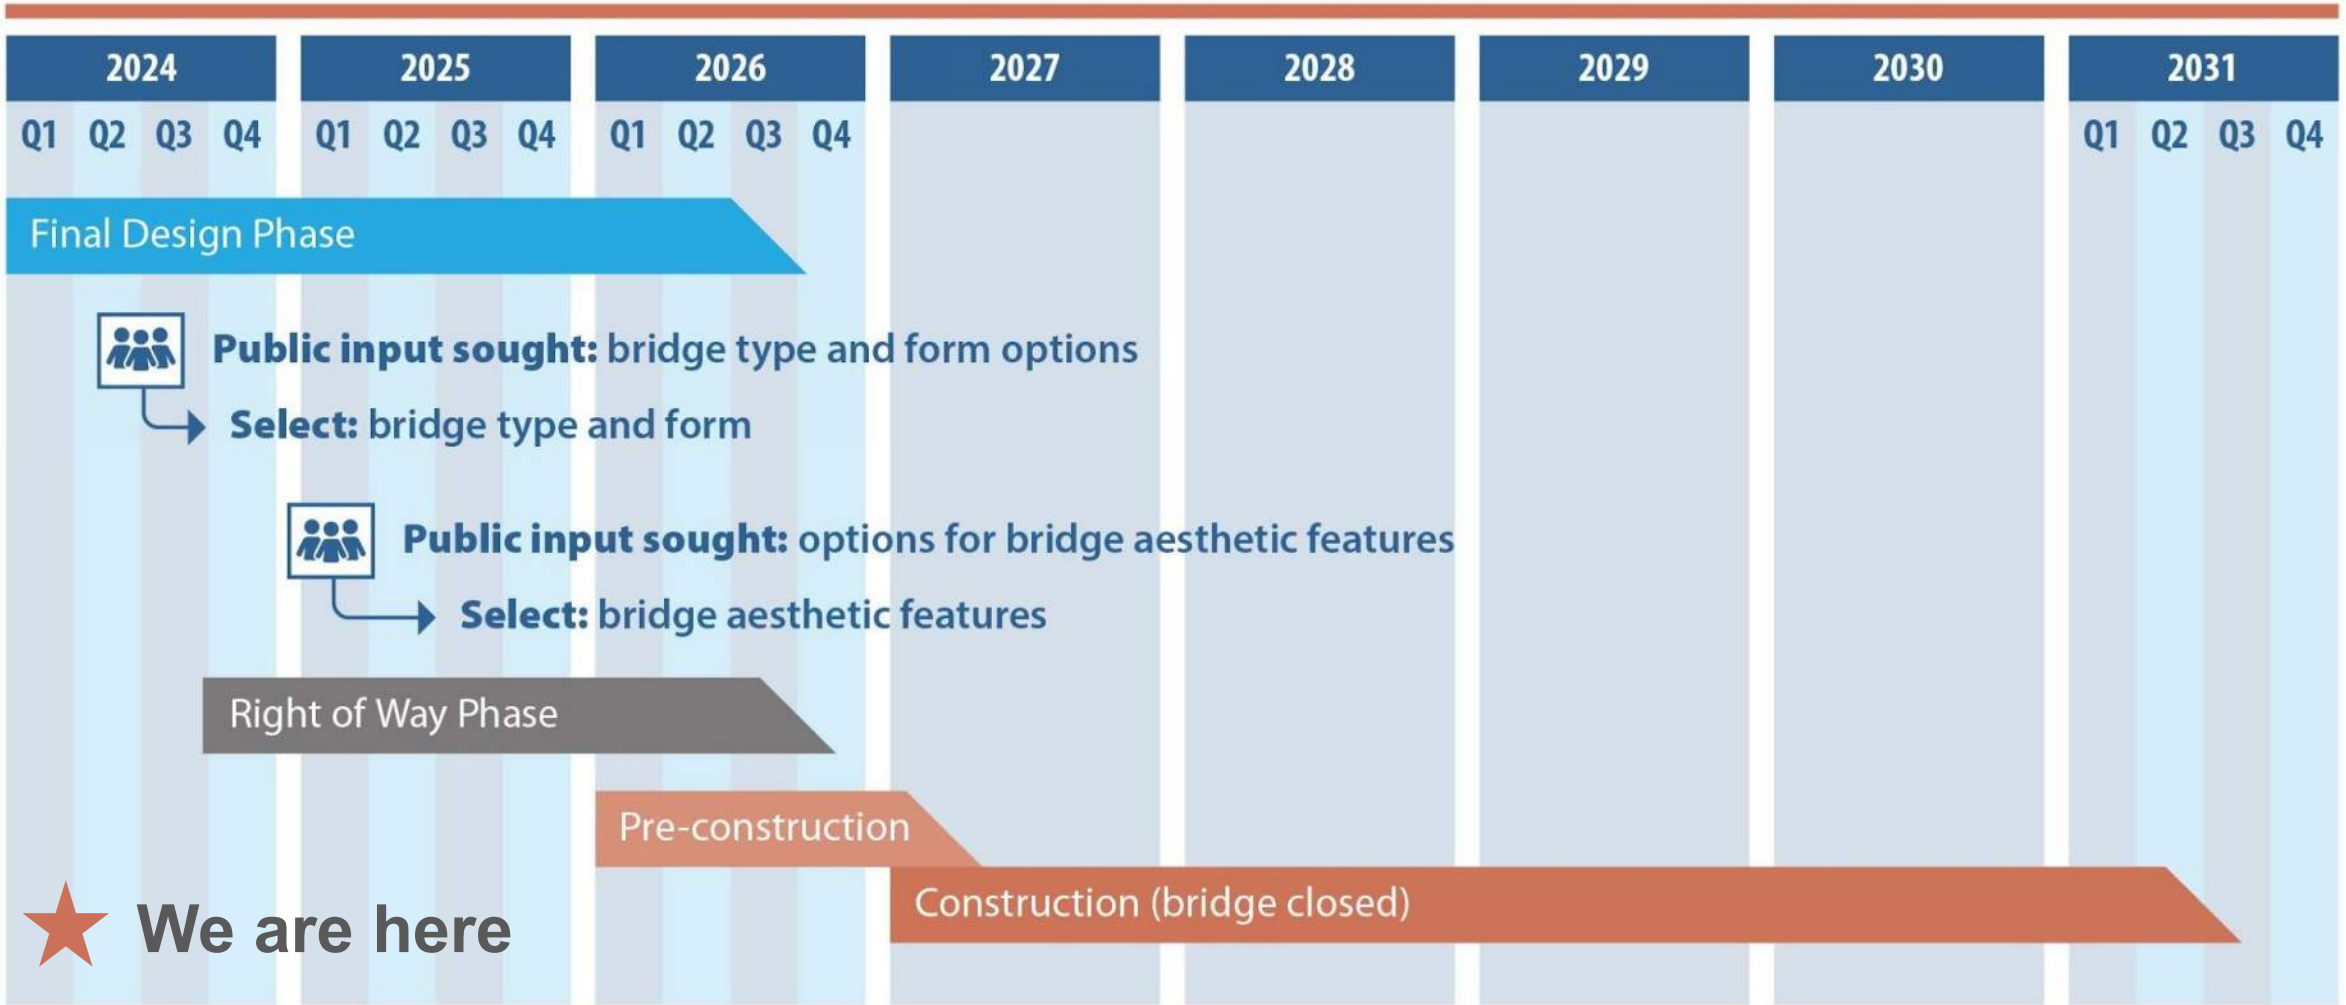 2024 2025 2026 2027 2028 2029 2030 2031
Q1 Q2 Q3 Q4 Q1 Q2 Q3 Q4 Q1 Q2 Q3 Q4 Q1 Q2 Q3 Q4
Final Design Phase
Public input sought: bridge type and form options
Select: bridge type and form
Public input sought: options for bridge aesthetic features
Select: bridge aesthetic features
Right of Way Phase
Pre-construction
Construction (bridge closed)
We are here